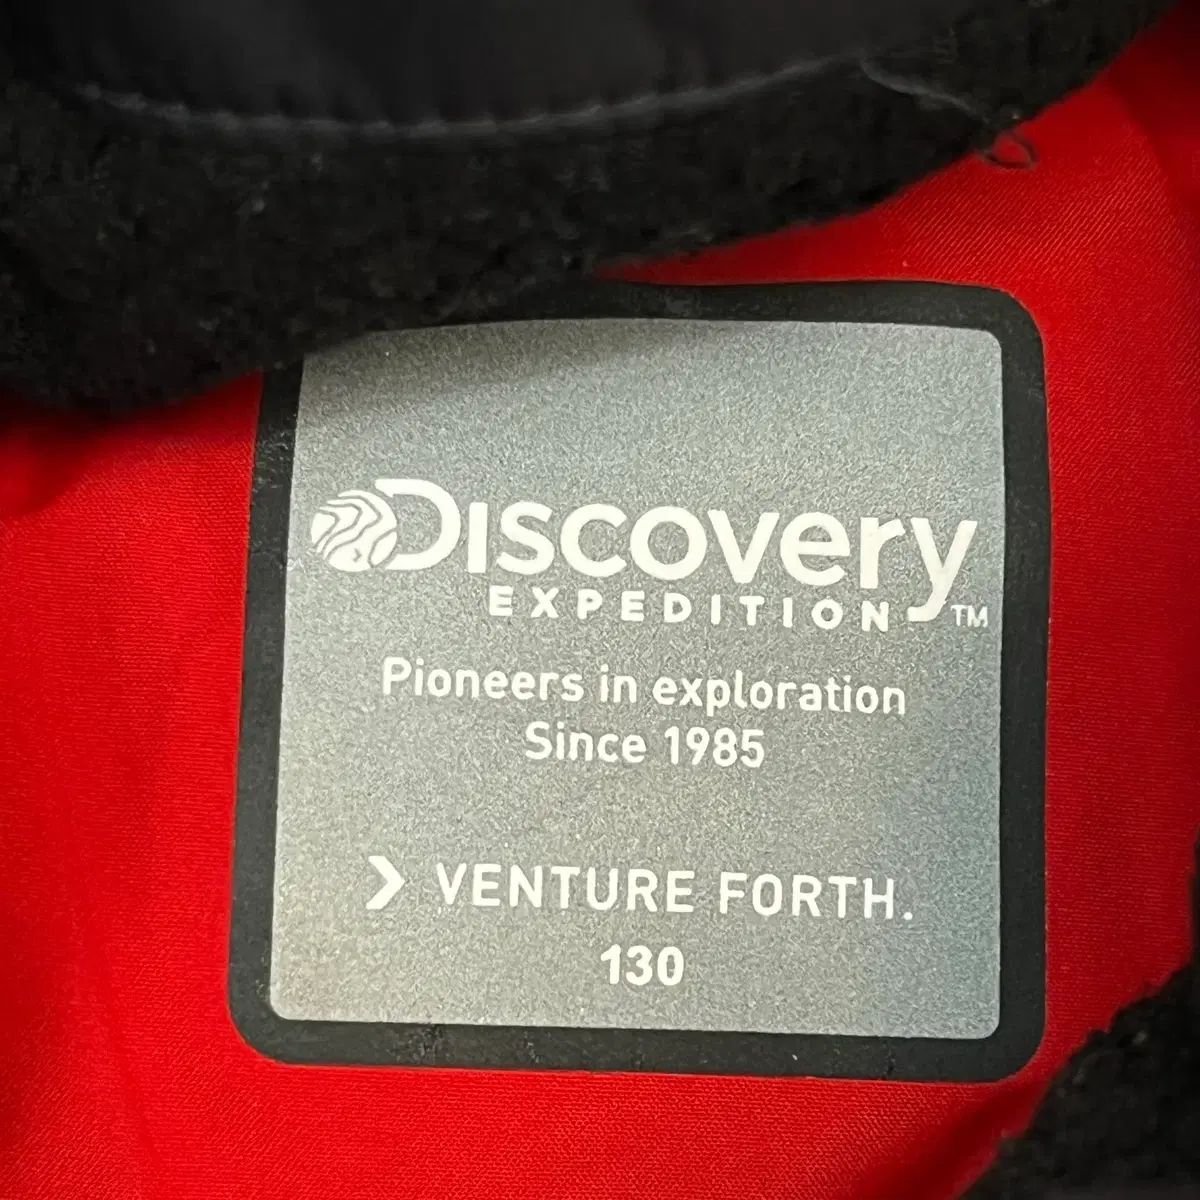 DISCOVERY
EXPEDITION™
Pioneers in exploration
Since 1985
❯ VENTURE FORTH.
130